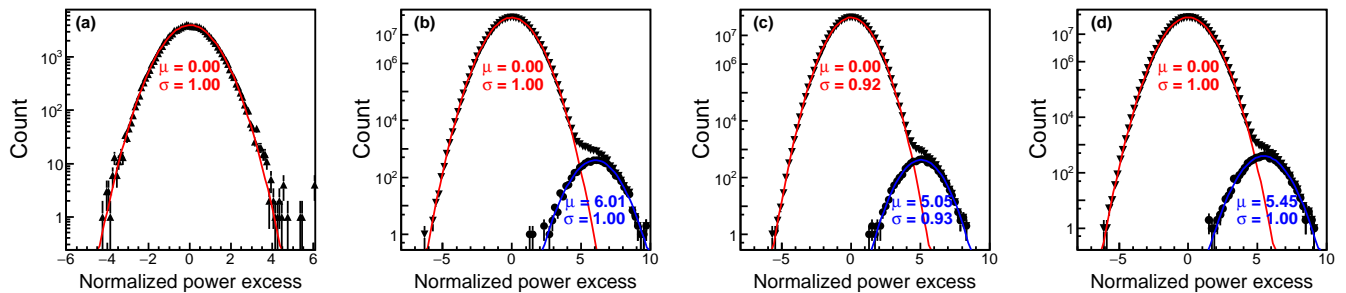 (a)
Count
10³
10²
10
1
μ = 0.00
σ = 1.00
−6 −4 −2 0 2 4 6
Normalized power excess
(b)
Count
10⁷
10⁶
10⁴
10²
1
μ = 0.00
σ = 1.00
μ = 6.01
σ = 1.00
−5 0 5 10
Normalized power excess
(c)
Count
10⁷
10⁶
10⁴
10²
1
μ = 0.00
σ = 0.92
μ = 5.05
σ = 0.93
−5 0 5 10
Normalized power excess
(d)
Count
10⁷
10⁶
10⁴
10²
1
μ = 0.00
σ = 1.00
μ = 5.45
σ = 1.00
−5 0 5 10
Normalized power excess